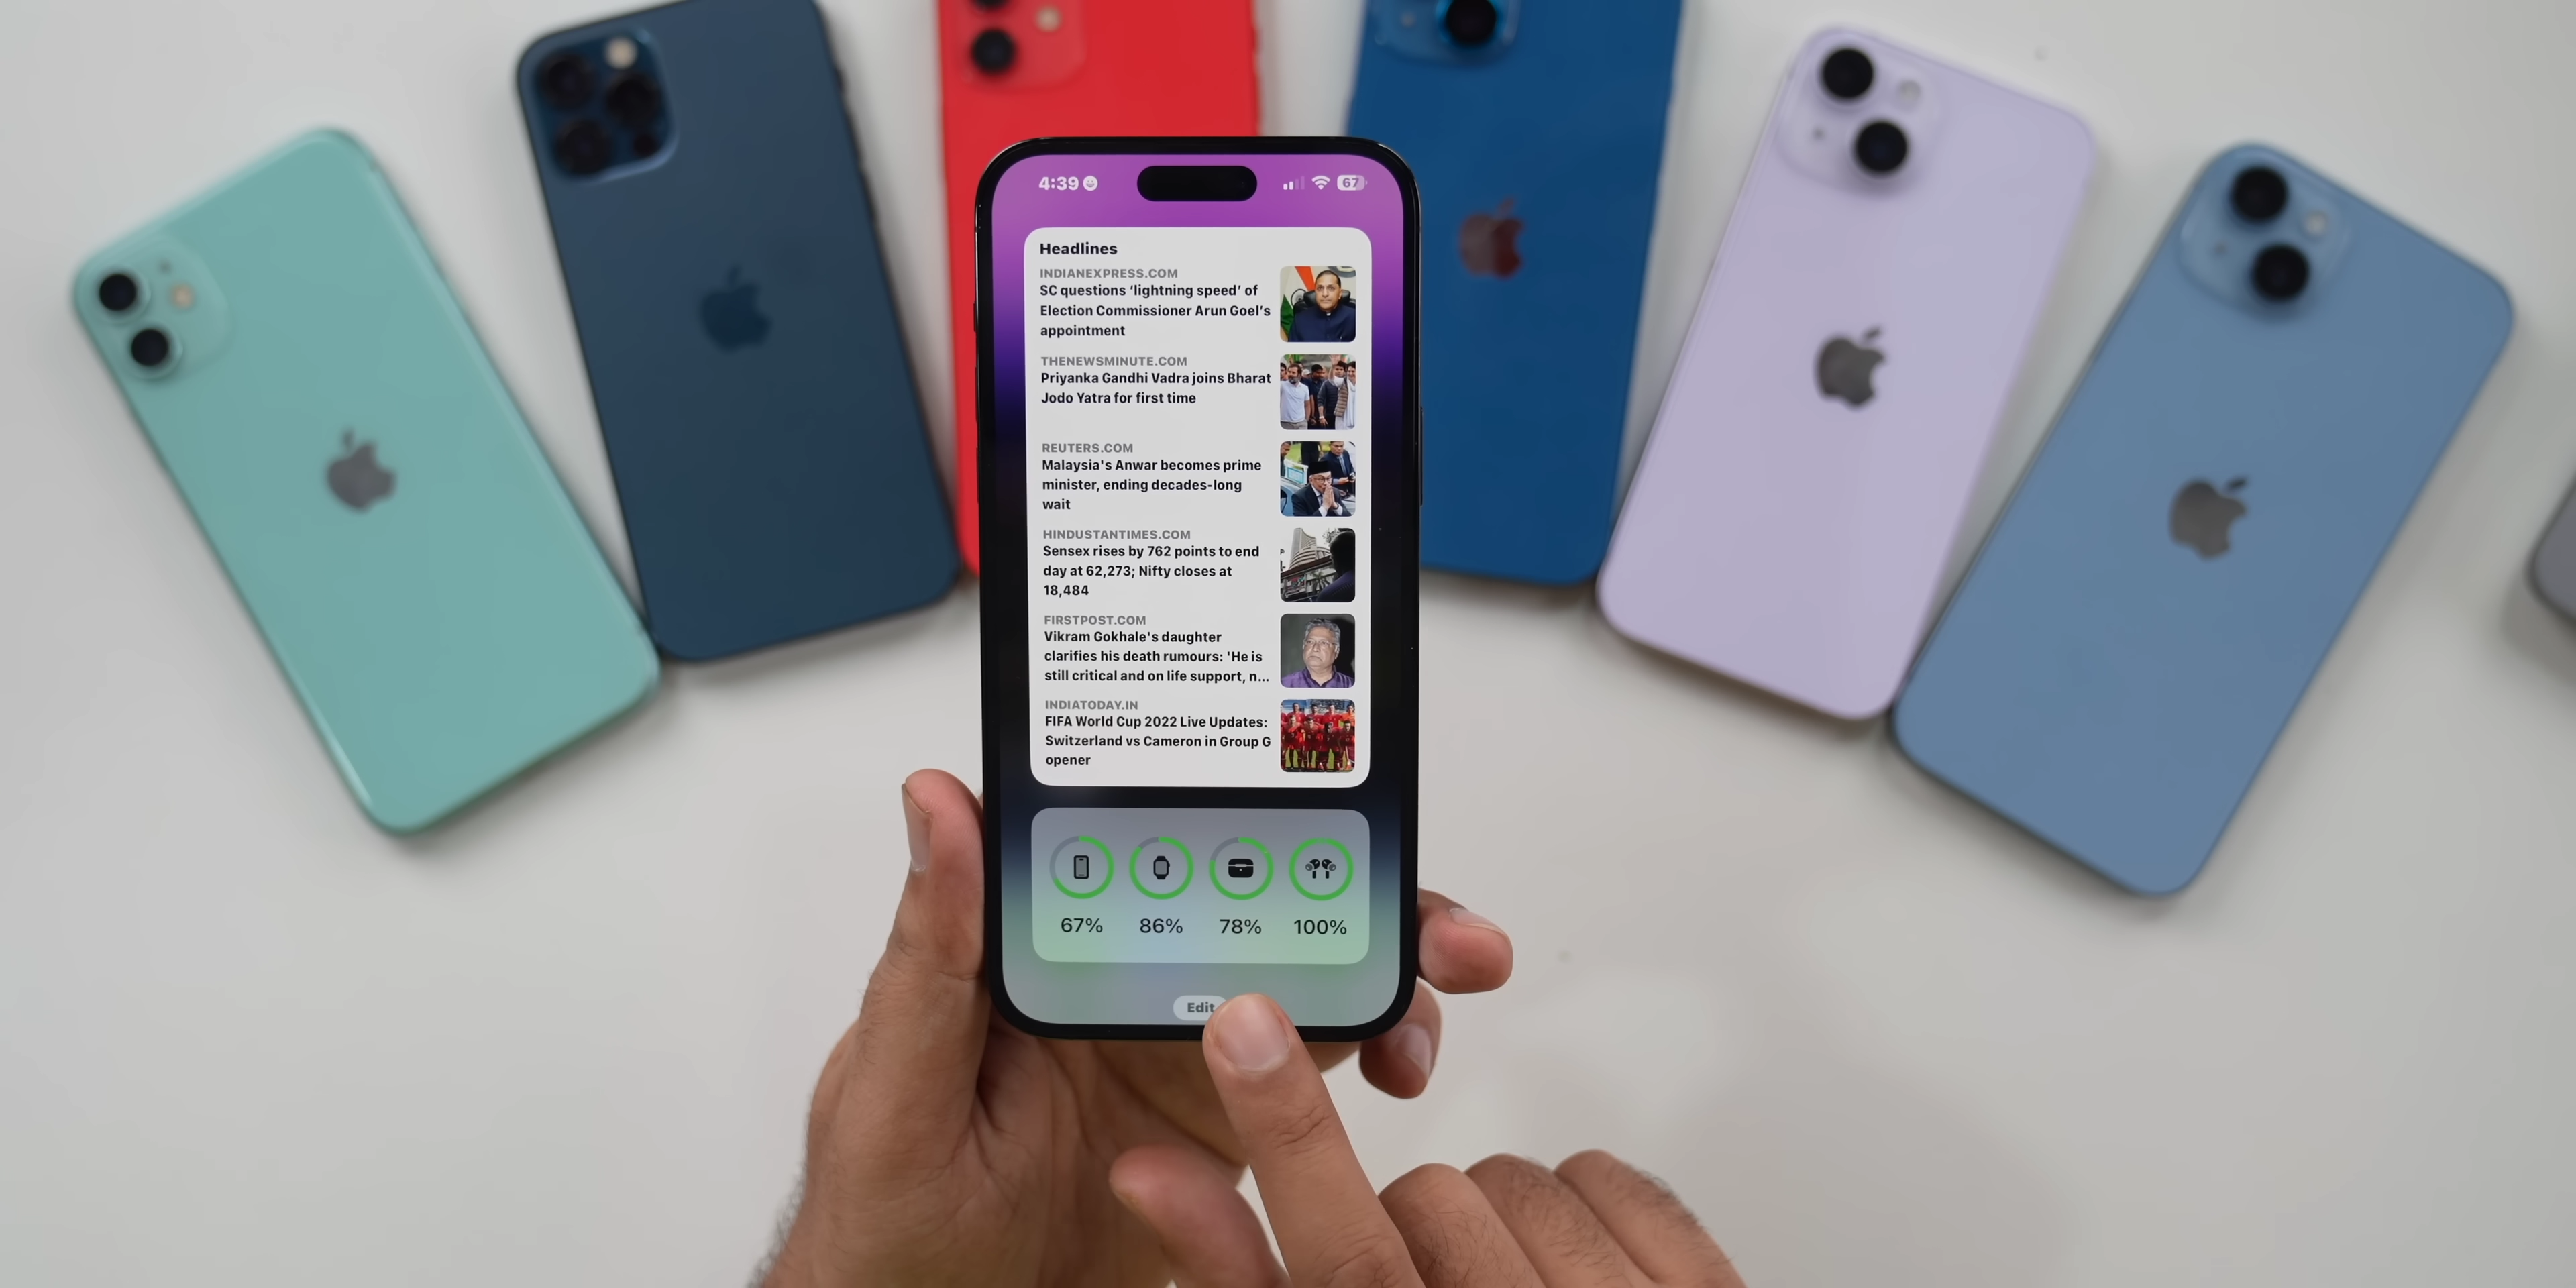 4:39
67
Headlines
INDIANEXPRESS.COM
SC questions ‘lightning speed’ of
Election Commissioner Arun Goel’s
appointment
THENEWSMINUTE.COM
Priyanka Gandhi Vadra joins Bharat
Jodo Yatra for first time
REUTERS.COM
Malaysia's Anwar becomes prime
minister, ending decades-long
wait
HINDUSTANTIMES.COM
Sensex rises by 762 points to end
day at 62,273; Nifty closes at
18,484
FIRSTPOST.COM
Vikram Gokhale's daughter
clarifies his death rumours: 'He is
still critical and on life support, n...
INDIATODAY.IN
FIFA World Cup 2022 Live Updates:
Switzerland vs Cameron in Group G
opener
67% 86% 78% 100%
Edit